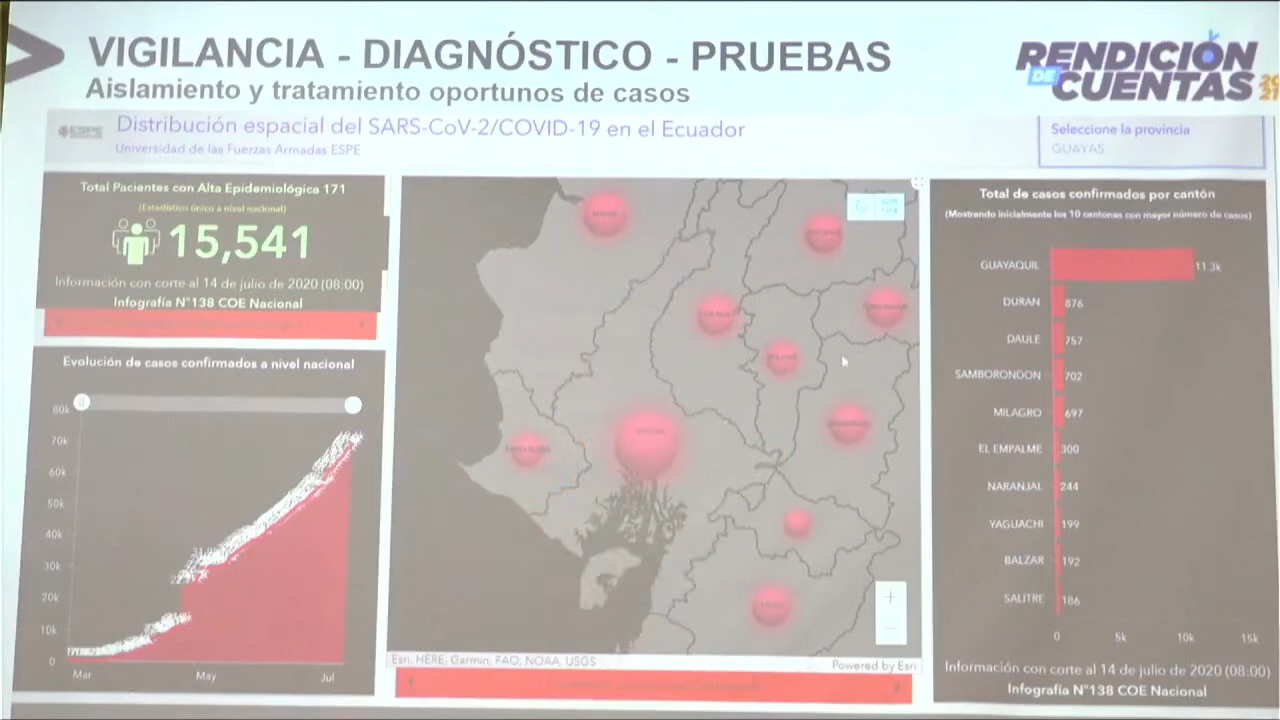 VIGILANCIA - DIAGNÓSTICO - PRUEBAS
Aislamiento y tratamiento oportunos de casos
RENDICIÓN
DE
CUENTAS
20
21
ESPE
Distribución espacial del SARS-CoV-2/COVID-19 en el Ecuador
Universidad de las Fuerzas Armadas ESPE
Seleccione la provincia
GUAYAS
Total Pacientes con Alta Epidemiológica 171
(Estadístico único a nivel nacional)
15,541
Información con corte al 14 de julio de 2020 (08:00)
Infografía N°138 COE Nacional
Evolución de casos confirmados a nivel nacional
80k
70k
60k
50k
40k
30k
20k
10k
0
Mar
May
Jul
+
Esri, HERE, Garmin, FAO, NOAA, USGS
Powered by Esri
Total de casos confirmados por cantón
(Mostrando inicialmente los 10 cantones con mayor número de casos)
GUAYAQUIL 11.3k
DURAN 876
DAULE 757
SAMBORONDON 702
MILAGRO 697
EL EMPALME 300
NARANJAL 244
YAGUACHI 199
BALZAR 192
SALITRE 186
0 5k 10k 15k
Información con corte al 14 de julio de 2020 (08:00)
Infografía N°138 COE Nacional